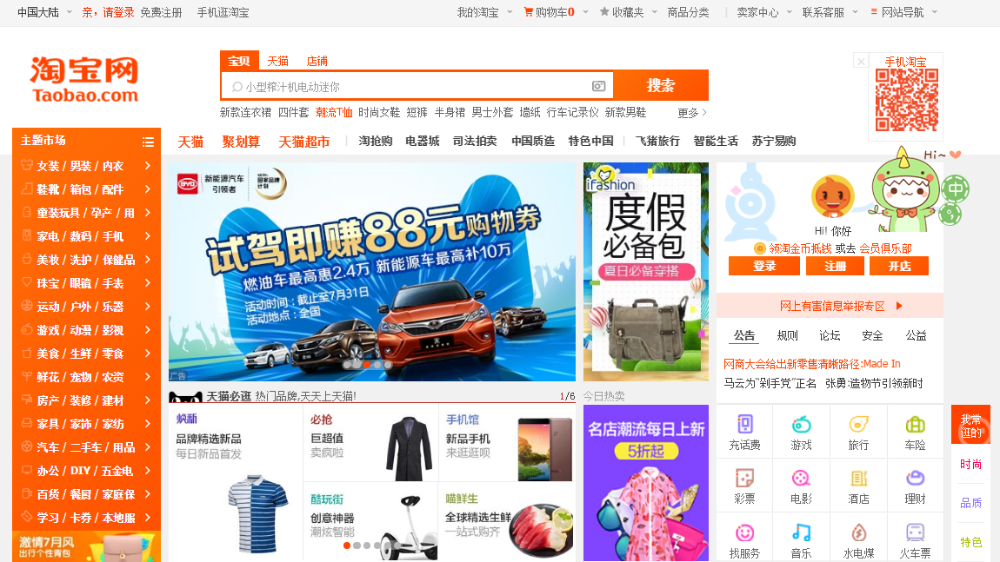 中国大陆 亲，请登录 免费注册 手机逛淘宝 我的淘宝 购物车0 收藏夹 商品分类 卖家中心 联系客服 网站导航
淘宝网
Taobao.com
宝贝 天猫 店铺
小型榨汁机电动迷你 搜索
新款连衣裙 四件套 潮流T恤 时尚女鞋 短裤 半身裙 男士外套 墙纸 行车记录仪 新款男鞋 更多
手机淘宝
主题市场
天猫 聚划算 天猫超市 淘抢购 电器城 司法拍卖 中国质造 特色中国 飞猪旅行 智能生活 苏宁易购
女装 / 男装 / 内衣
鞋靴 / 箱包 / 配件
童装玩具 / 孕产 / 用
家电 / 数码 / 手机
美妆 / 洗护 / 保健品
珠宝 / 眼镜 / 手表
运动 / 户外 / 乐器
游戏 / 动漫 / 影视
美食 / 生鲜 / 零食
鲜花 / 宠物 / 农资
房产 / 装修 / 建材
家具 / 家饰 / 家纺
汽车 / 二手车 / 用品
办公 / DIY / 五金电
百货 / 餐厨 / 家庭保
学习 / 卡券 / 本地服
激情7月风
出行个性背包
BYD 新能源汽车
引领者
国家品牌
计划
试驾即赚88元购物券
燃油车最高惠2.4万 新能源车最高补10万
活动时间：截止至7月31日
活动地点：全国
广告
ifashion
度假
必备包
夏日必备穿搭
Hi~
中
Hi! 你好
领淘金币抵钱 或去 会员俱乐部
登录 注册 开店
网上有害信息举报专区
公告 规则 论坛 安全 公益
网商大会给出新零售清晰路径:Made In
马云为“剁手党”正名 张勇:造物节引领新时
天猫必逛 热门品牌,天天上天猫! 1/6
今日热卖
焕新
品牌精选新品
每日新品首发
必抢
巨超值
卖疯啦
手机馆
新品手机
来逛逛呗
酷玩街
创意神器
潮炫智能
喵鲜生
全球精选生鲜
一站式购齐
名店潮流每日上新
5折起
充话费 游戏 旅行 车险
彩票 电影 酒店 理财
找服务 音乐 水电煤 火车票
我常
逛的
时尚
品质
特色